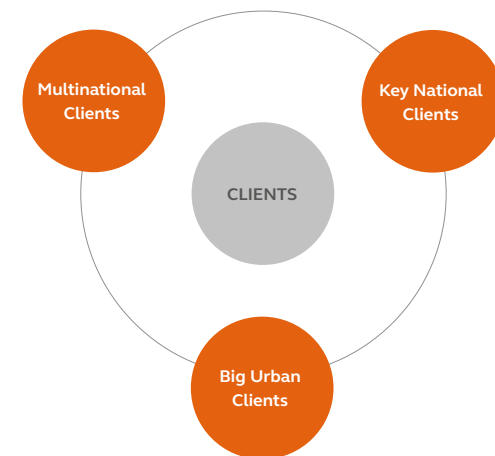 Multinational
Clients
Key National
Clients
CLIENTS
Big Urban
Clients